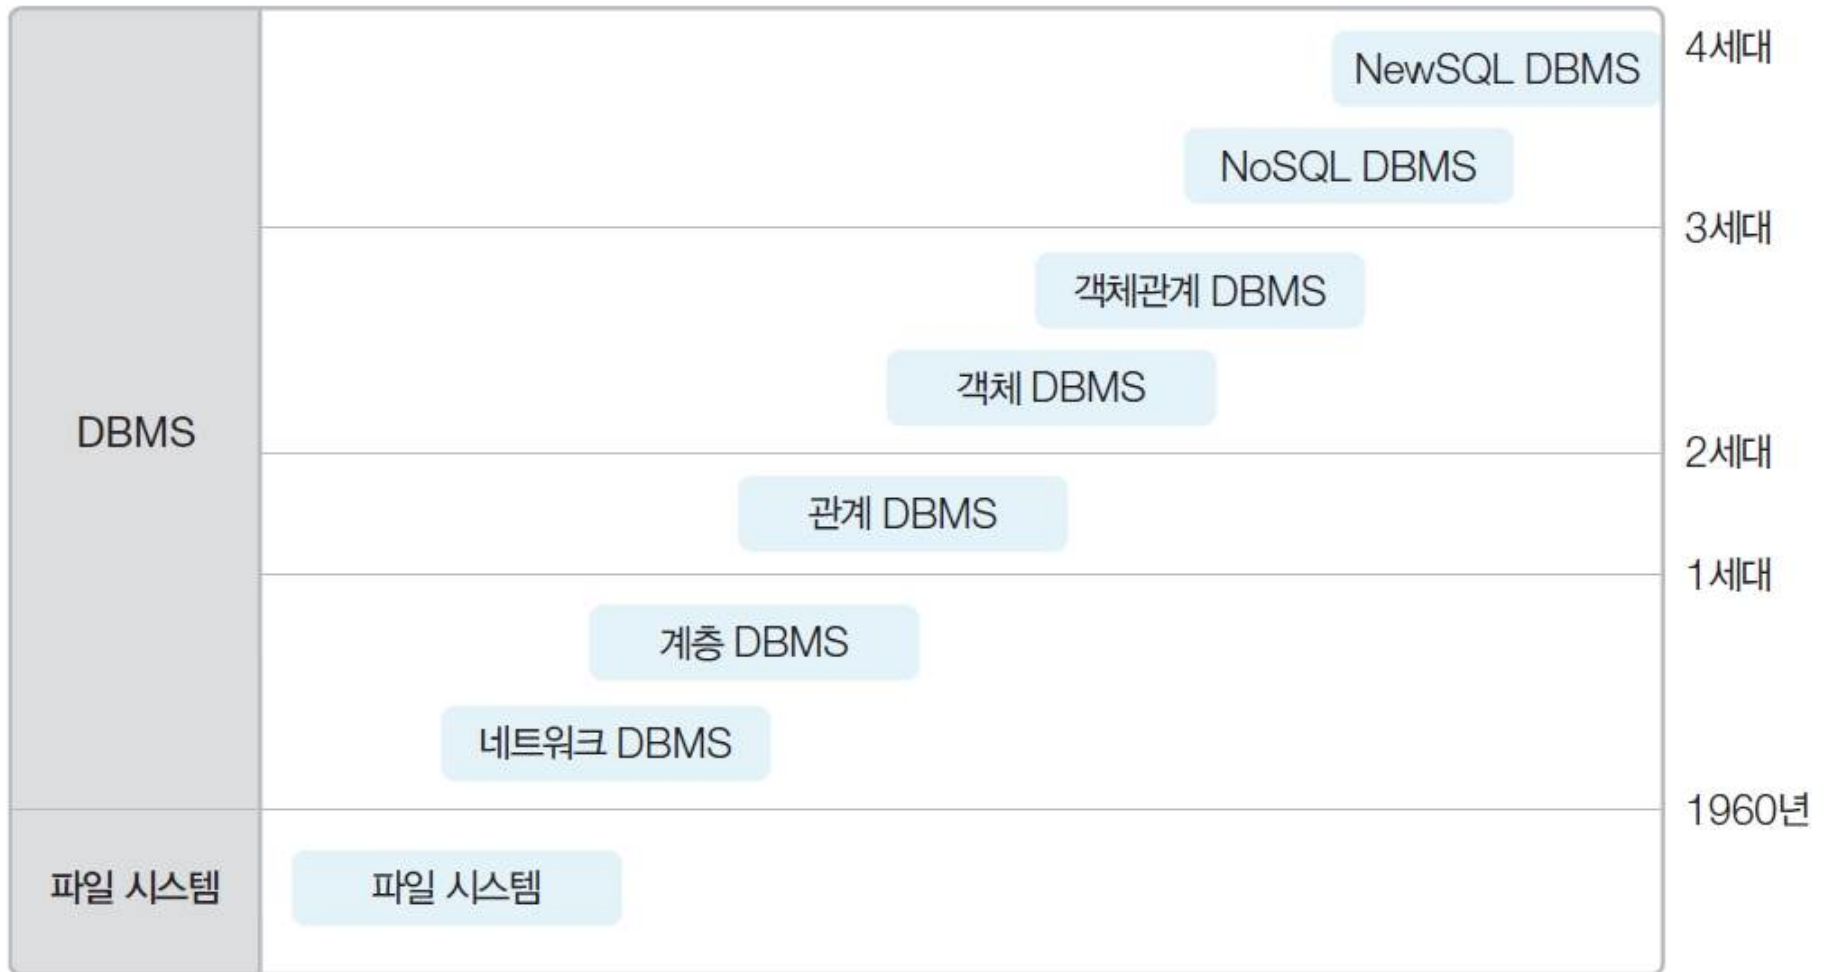 4세대
NewSQL DBMS
NoSQL DBMS
3세대
객체관계 DBMS
객체 DBMS
DBMS
2세대
관계 DBMS
1세대
계층 DBMS
네트워크 DBMS
1960년
파일 시스템
파일 시스템